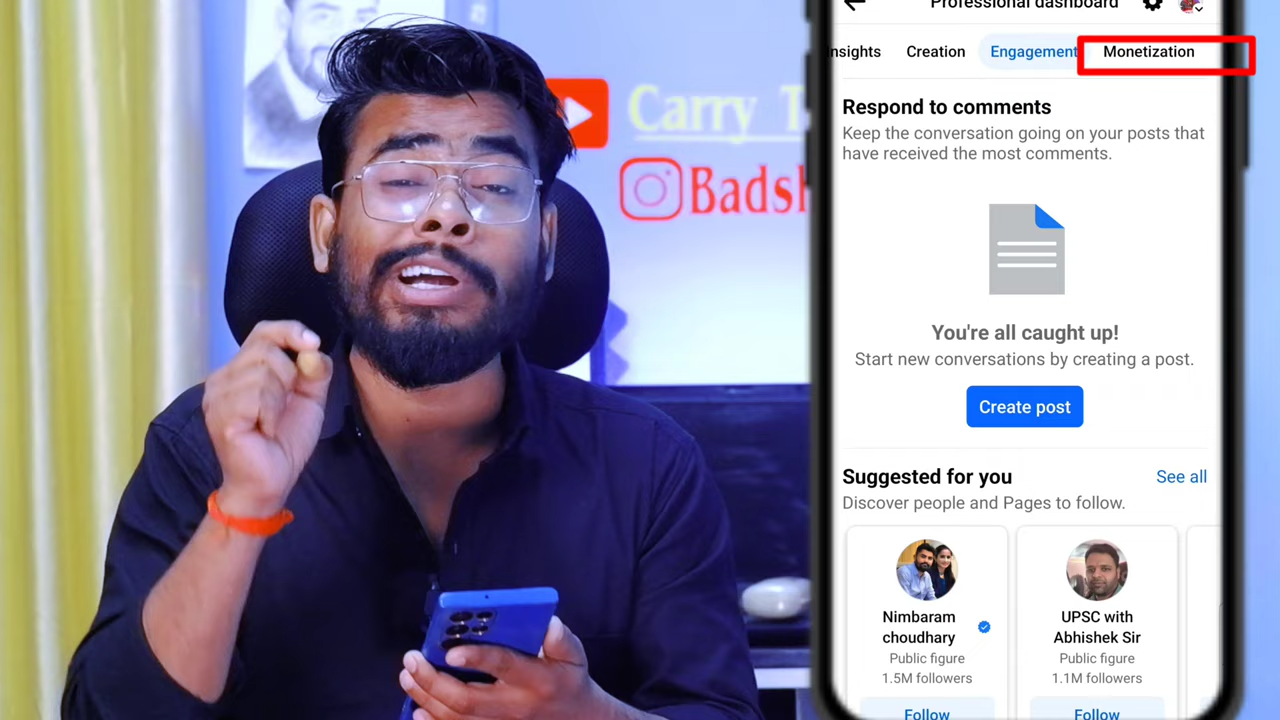 Carry T
Badsh
Professional dashboard
Insights Creation Engagement Monetization
Respond to comments
Keep the conversation going on your posts that
have received the most comments.
You're all caught up!
Start new conversations by creating a post.
Create post
Suggested for you See all
Discover people and Pages to follow.
Nimbaram
choudhary
Public figure
1.5M followers
Follow
UPSC with
Abhishek Sir
Public figure
1.1M followers
Follow